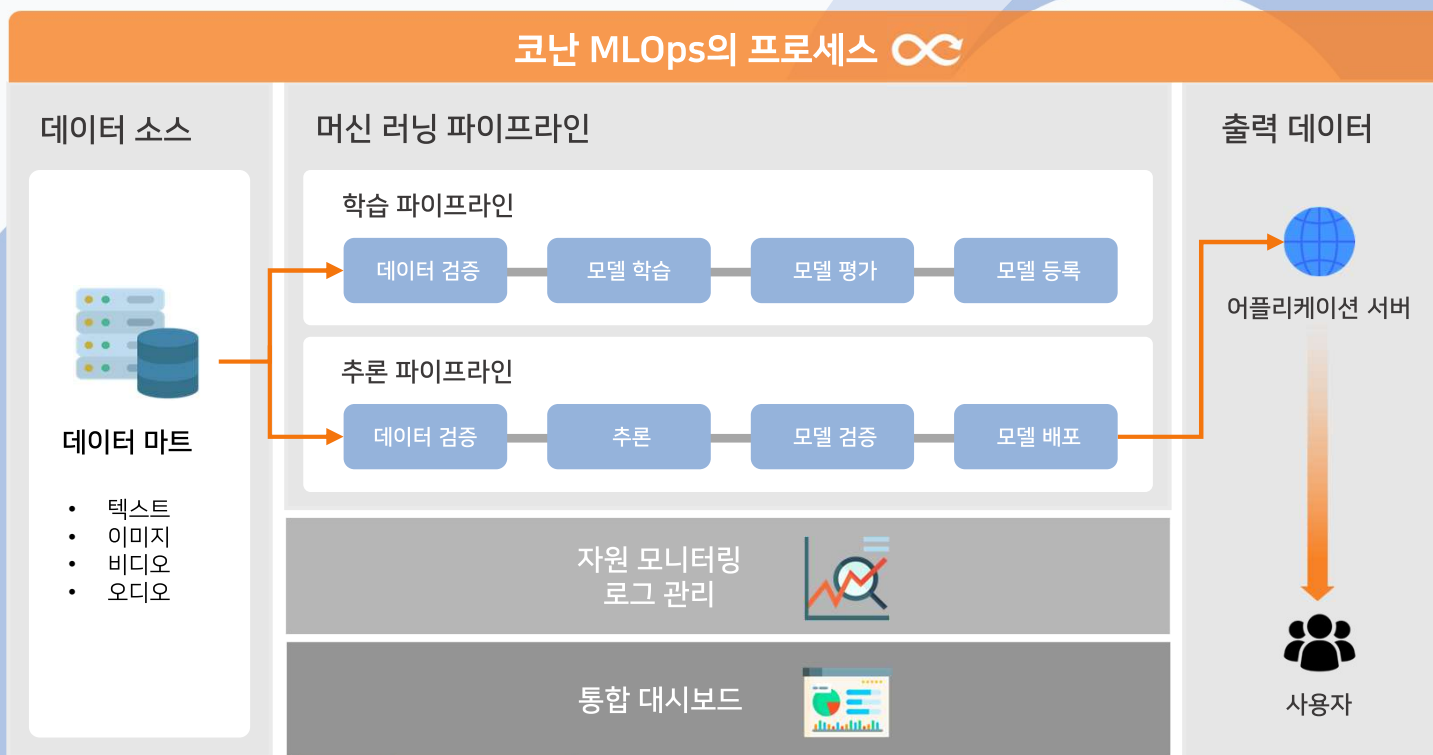 코난 MLOps의 프로세스
데이터 소스
데이터 마트
• 텍스트
• 이미지
• 비디오
• 오디오
머신 러닝 파이프라인
학습 파이프라인
데이터 검증
모델 학습
모델 평가
모델 등록
추론 파이프라인
데이터 검증
추론
모델 검증
모델 배포
자원 모니터링
로그 관리
통합 대시보드
출력 데이터
어플리케이션 서버
사용자